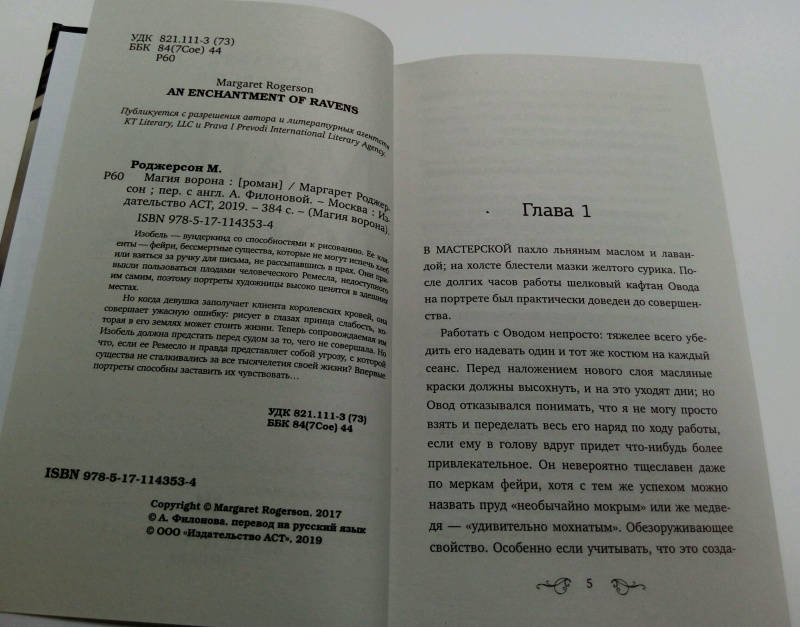 УДК 821.111-3 (73)
ББК 84(7Сое) 44
Р60
Margaret Rogerson
AN ENCHANTMENT OF RAVENS
Публикуется с разрешения автора и литературных агентств
KT Literary, LLC и Prava I Prevodi International Literary Agency.
Роджерсон М.
Р60 Магия ворона : [роман] / Маргарет Роджер-
сон ; пер. с англ. А. Филоновой. – Москва : Из-
дательство АСТ, 2019. – 384 с. – (Магия ворона).
ISBN 978-5-17-114353-4
Изобель — вундеркинд со способностями к рисованию. Ее кли-
енты — фейри, бессмертные существа, которые не могут испечь хлеб
или взяться за ручку для письма, не рассыпавшись в прах. Они при-
выкли пользоваться плодами человеческого Ремесла, недоступного
им самим, поэтому портреты художницы высоко ценятся в здешних
местах.
Но когда девушка заполучает клиента королевских кровей, она
совершает ужасную ошибку: рисует в глазах принца слабость, ко-
торая в его землях может стоить жизни. Теперь сопровождаемая им
Изобель должна предстать перед судом за то, чего не совершала. Но
что, если ее Ремесло и правда представляет собой угрозу, с которой
существа не сталкивались за все тысячелетия своей жизни? Впервые
портреты способны заставить их чувствовать...
УДК 821.111-3 (73)
ББК 84(7Сое) 44
ISBN 978-5-17-114353-4
Copyright © Margaret Rogerson, 2017
© А. Филонова, перевод на русский язык
© ООО «Издательство АСТ», 2019
Глава 1
В МАСТЕРСКОЙ пахло льняным маслом и лаван-
дой; на холсте блестели мазки желтого сурика. По-
сле долгих часов работы шелковый кафтан Овода
на портрете был практически доведен до совершен-
ства.
Работать с Оводом непросто: тяжелее всего убе-
дить его надевать один и тот же костюм на каждый
сеанс. Перед наложением нового слоя масляные
краски должны высохнуть, и на это уходят дни; но
Овод отказывался понимать, что я не могу просто
взять и переделать весь его наряд по ходу работы,
если ему в голову вдруг придет что-нибудь более
привлекательное. Он невероятно тщеславен даже
по меркам фейри, хотя с тем же успехом можно
назвать пруд «необычайно мокрым» или же медве-
дя — «удивительно мохнатым». Обезоруживающее
свойство. Особенно если учитывать, что это созда-
5